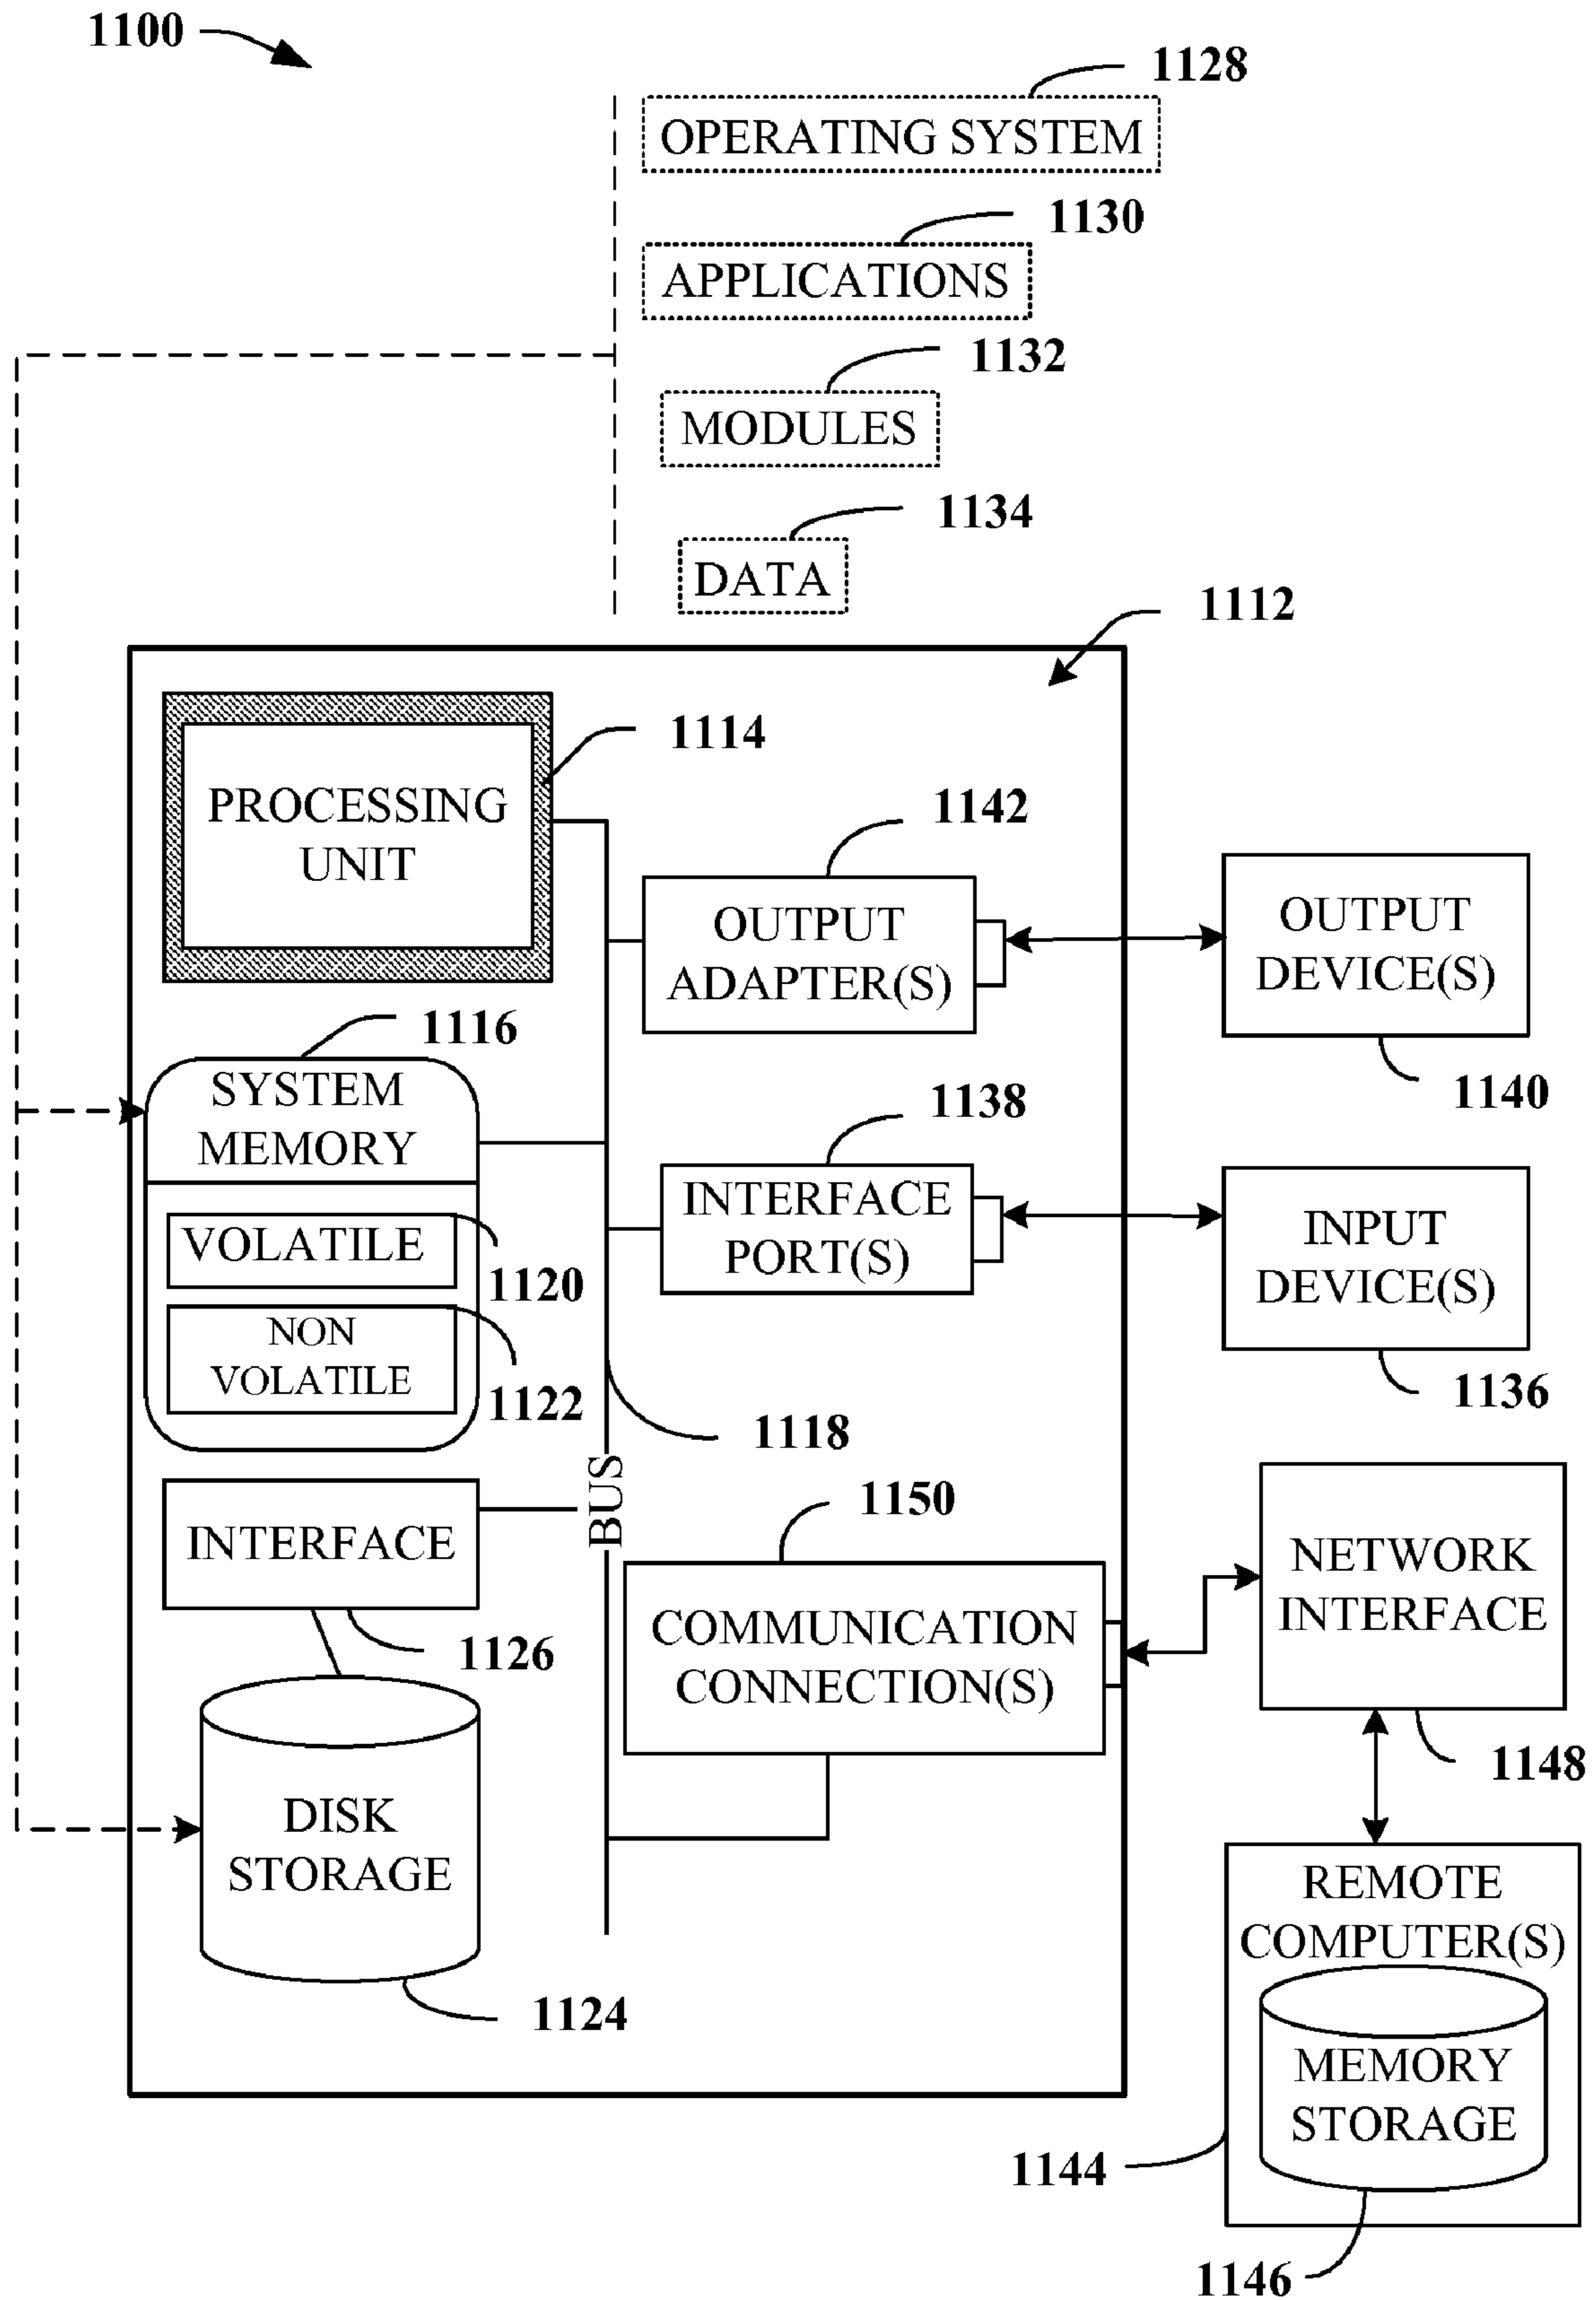 1100
1128
OPERATING SYSTEM
1130
APPLICATIONS
1132
MODULES
1134
DATA
1112
1114
PROCESSING
UNIT
1142
OUTPUT
ADAPTER(S)
OUTPUT
DEVICE(S)
1140
1116
SYSTEM
MEMORY
VOLATILE
1120
NON
VOLATILE
1122
1138
INTERFACE
PORT(S)
INPUT
DEVICE(S)
1136
1118
BUS
INTERFACE
1126
1150
COMMUNICATION
CONNECTION(S)
NETWORK
INTERFACE
1148
DISK
STORAGE
1124
REMOTE
COMPUTER(S)
MEMORY
STORAGE
1144
1146